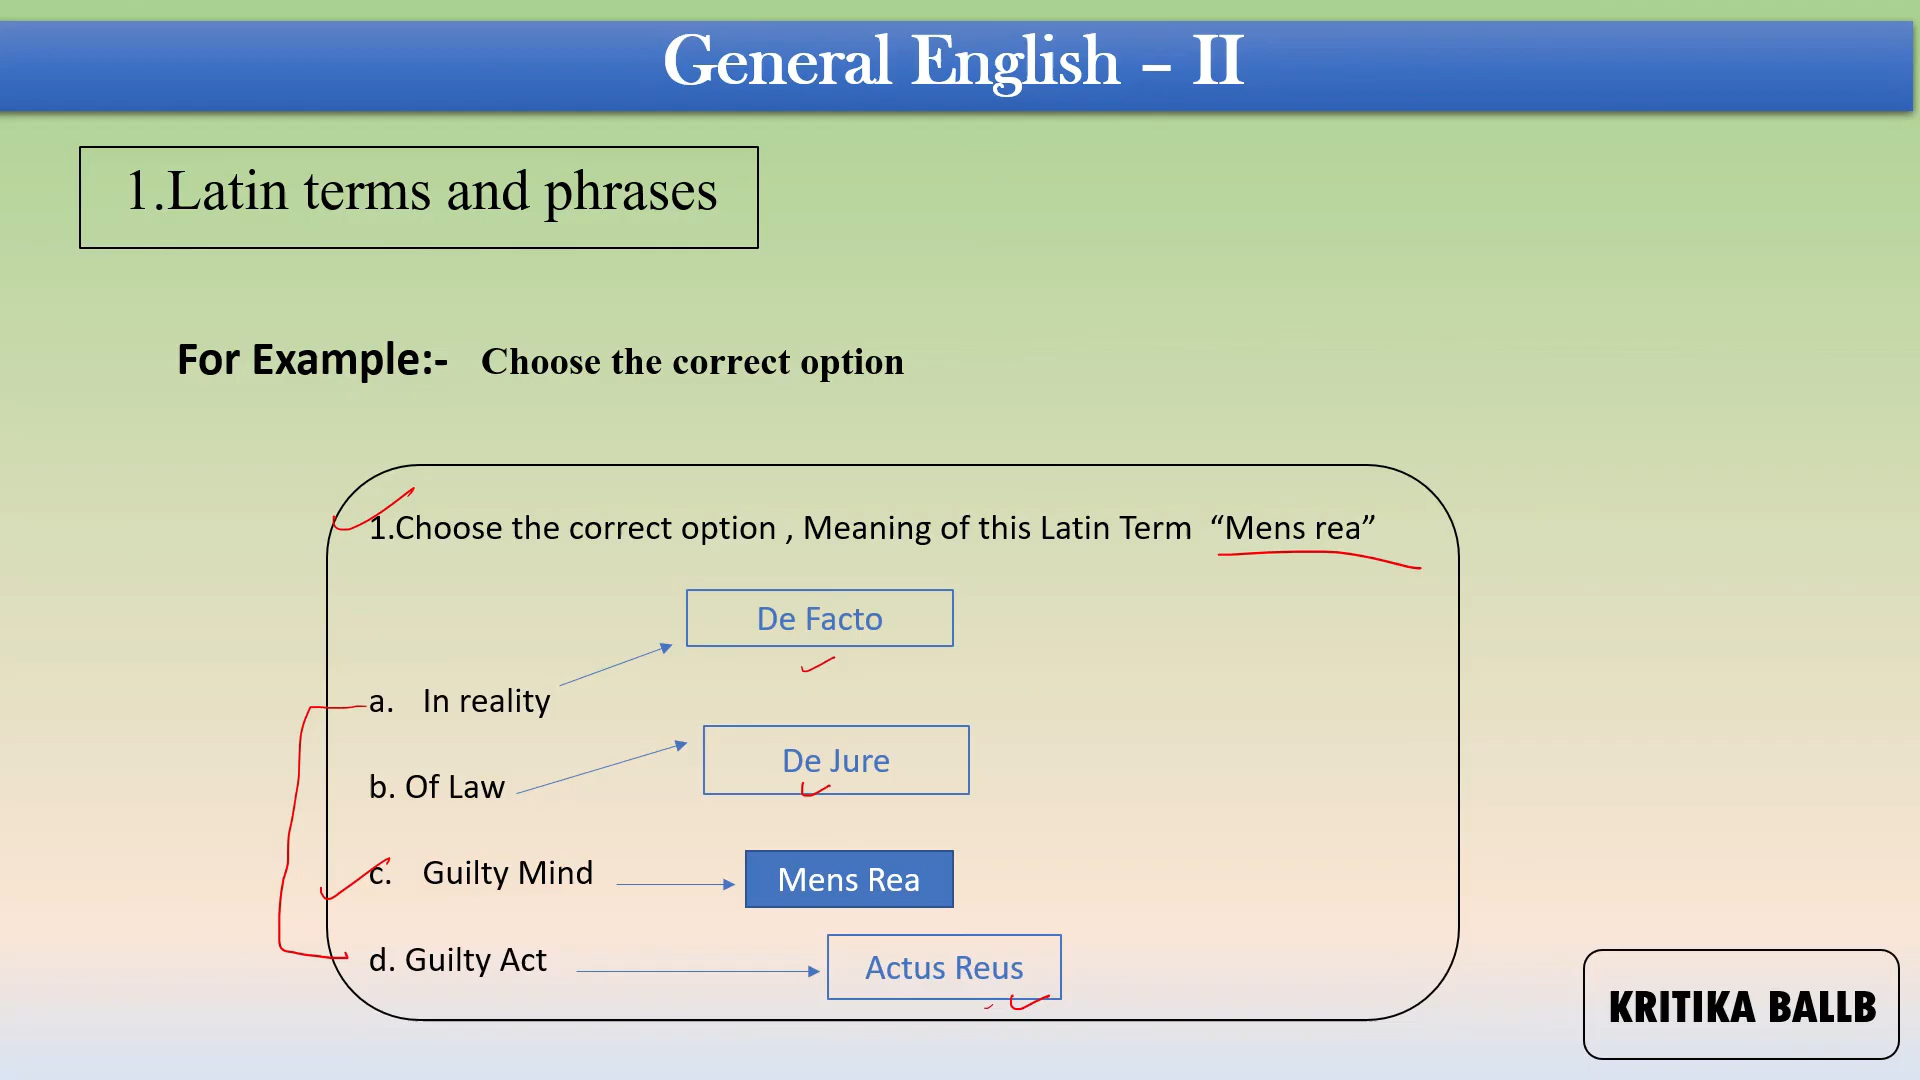 General English – II
1.Latin terms and phrases
For Example:- Choose the correct option
1.Choose the correct option , Meaning of this Latin Term “Mens rea”
De Facto
a. In reality
De Jure
b. Of Law
c. Guilty Mind
Mens Rea
d. Guilty Act
Actus Reus
KRITIKA BALLB